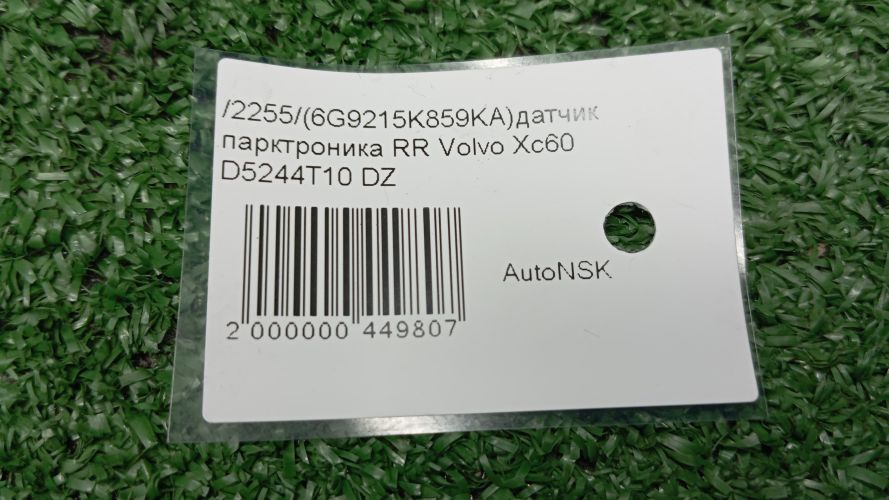 /2255/(6G9215K859KA)датчик
парктроника RR Volvo Xc60
D5244T10 DZ
AutoNSK
2 000000 449807